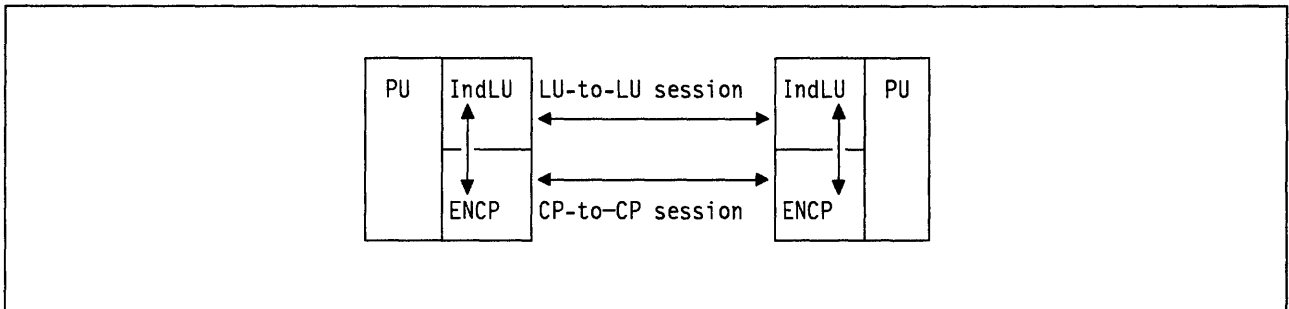 PU IndLU LU-to-LU session IndLU PU
ENCP CP-to-CP session ENCP